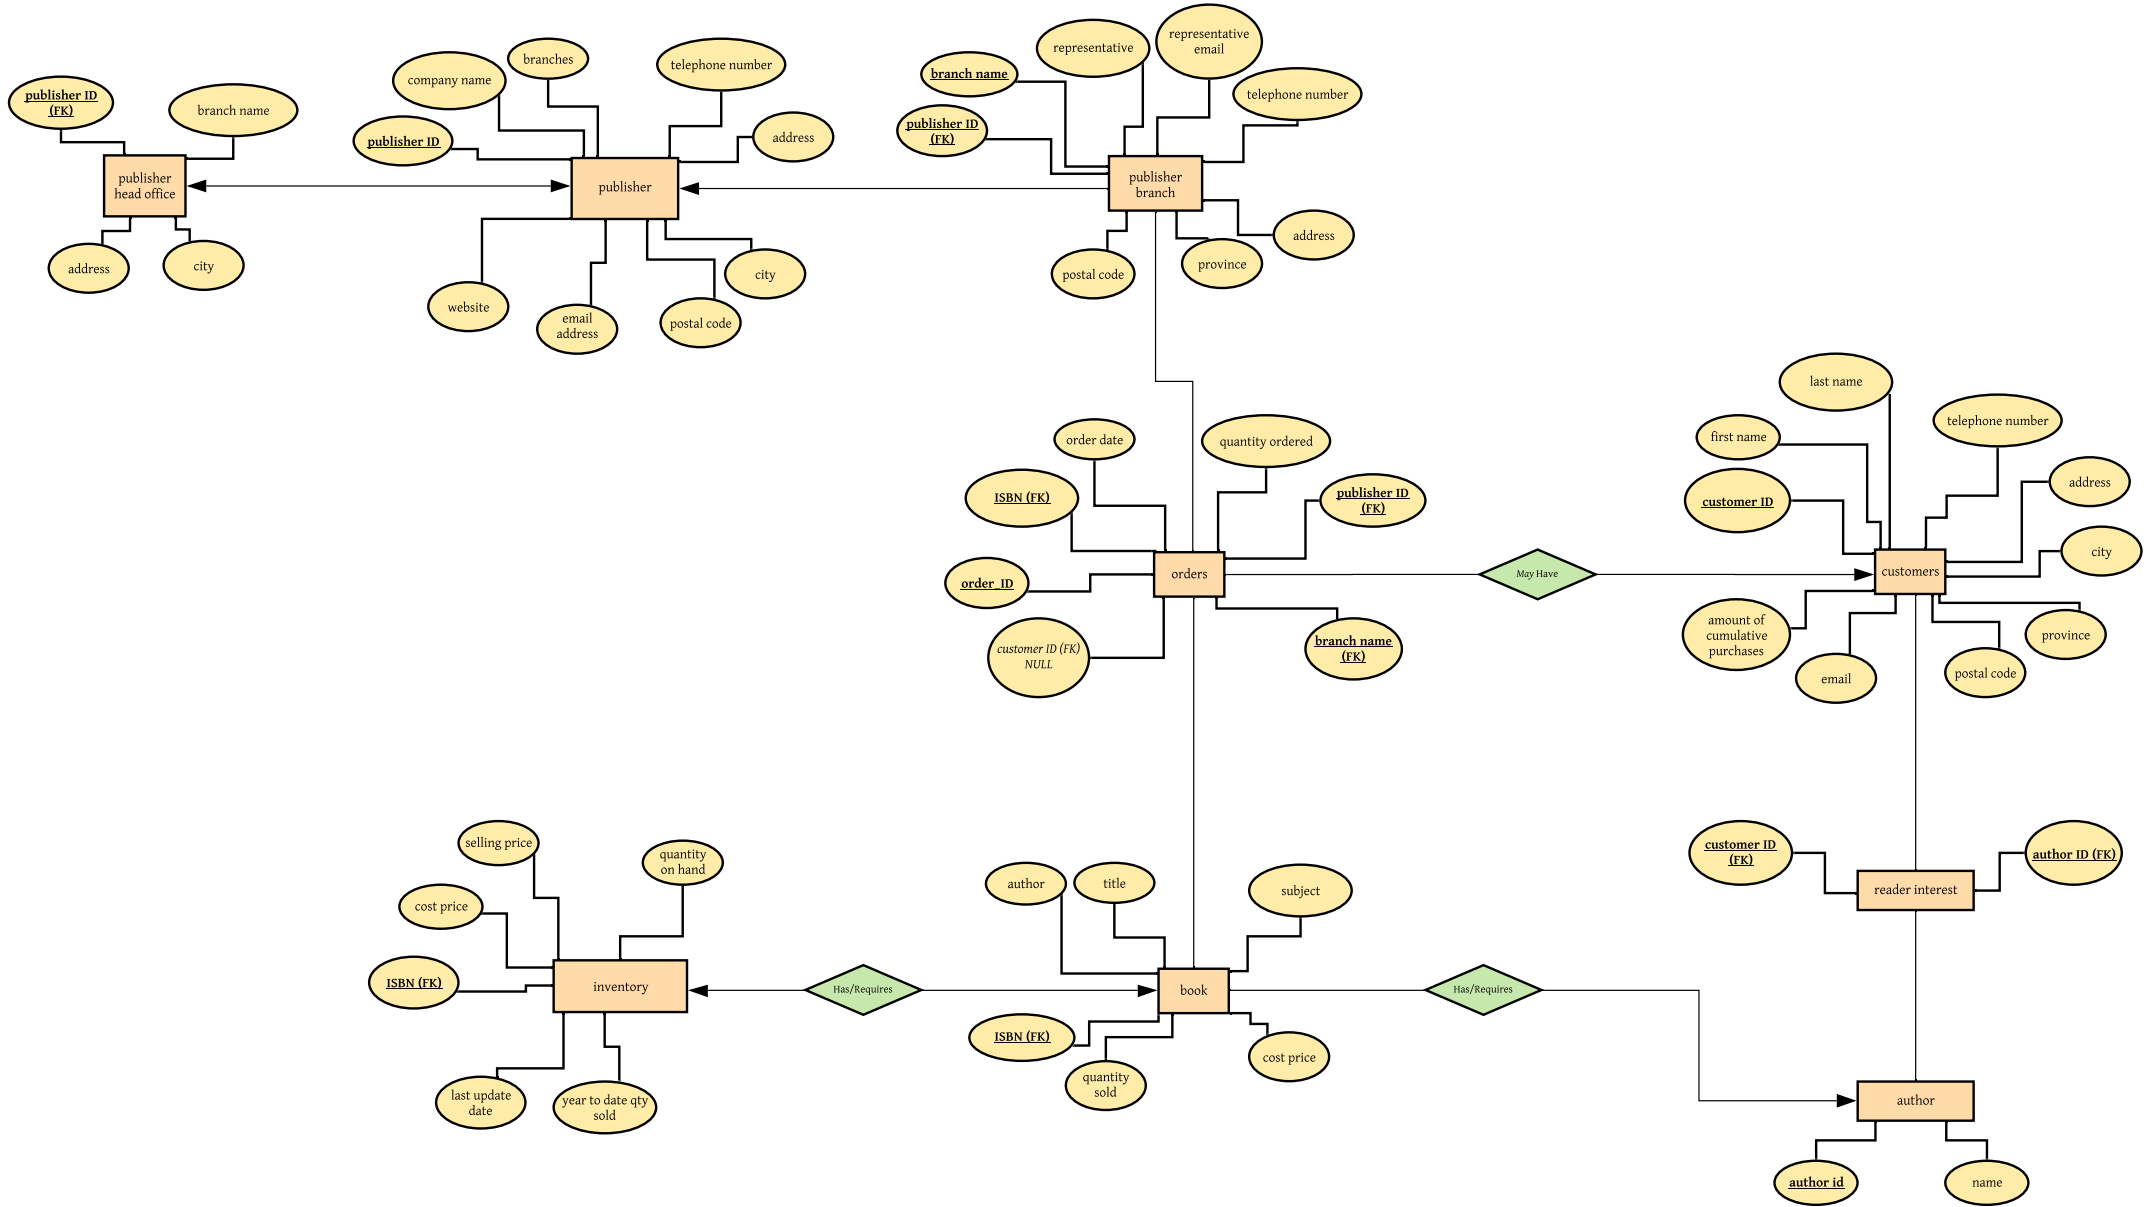 publisher ID
(FK)
branch name
publisher
head office
address
city
company name
branches
telephone number
publisher ID
address
publisher
website
email
address
postal code
city
branch name
representative
representative
email
telephone number
publisher ID
(FK)
publisher
branch
address
postal code
province
order date
quantity ordered
ISBN (FK)
publisher ID
(FK)
order_ID
orders
customer ID (FK)
NULL
branch name
(FK)
May Have
last name
first name
telephone number
customer ID
address
city
customers
amount of
cumulative
purchases
email
postal code
province
selling price
quantity
on hand
cost price
ISBN (FK)
inventory
last update
date
year to date qty
sold
Has/Requires
author
title
subject
book
ISBN (FK)
quantity
sold
cost price
Has/Requires
customer ID
(FK)
author ID (FK)
reader interest
author
author id
name